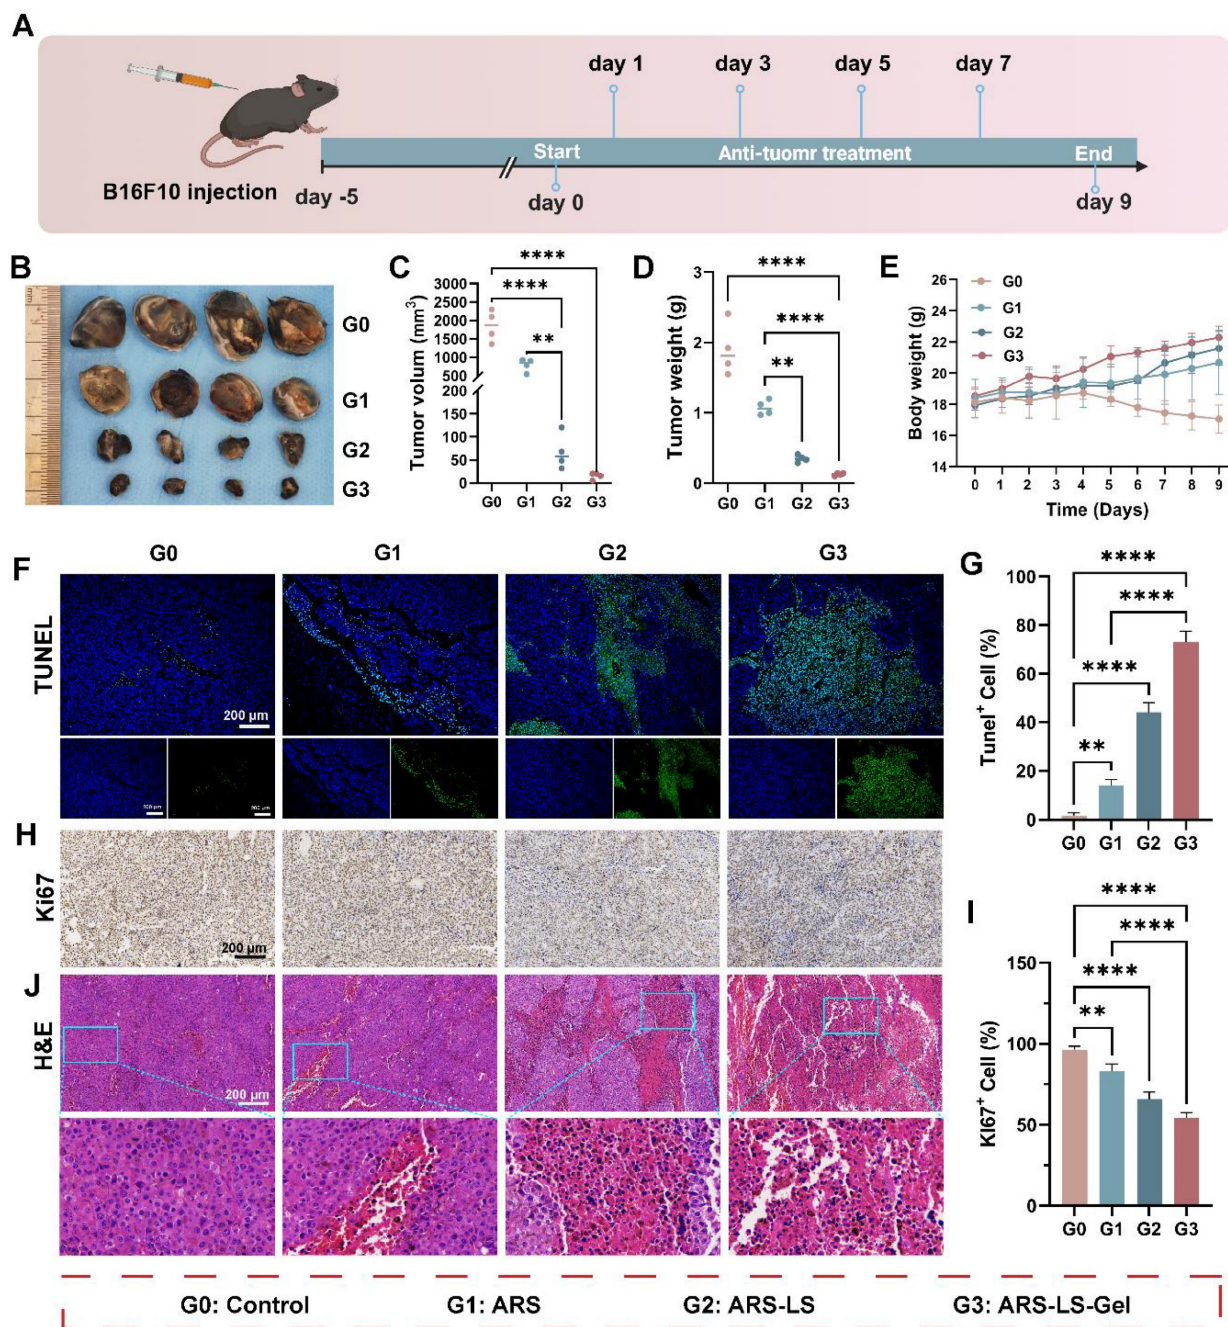 A
day 1
day 3
day 5
day 7
Start
Anti-tuomr treatment
End
B16F10 injection
day -5
day 0
day 9
B
G0
G1
G2
G3
C
Tumor volum (mm³)
3000
2500
2000
1500
1000
500
200
150
100
50
0
****
****
**
G0 G1 G2 G3
D
Tumor weight (g)
3
2
1
0
****
****
**
G0 G1 G2 G3
E
Body weight (g)
26
24
22
20
18
16
14
G0
G1
G2
G3
0 1 2 3 4 5 6 7 8 9
Time (Days)
F
G0 G1 G2 G3
TUNEL
200 μm
200 μm
200 μm
G
Tunel⁺ Cell (%)
100
80
60
40
20
0
****
****
****
**
G0 G1 G2 G3
H
Ki67
200 μm
I
KI67⁺ Cell (%)
150
100
50
0
****
****
****
**
G0 G1 G2 G3
J
H&E
200 μm
G0: Control G1: ARS G2: ARS-LS G3: ARS-LS-Gel